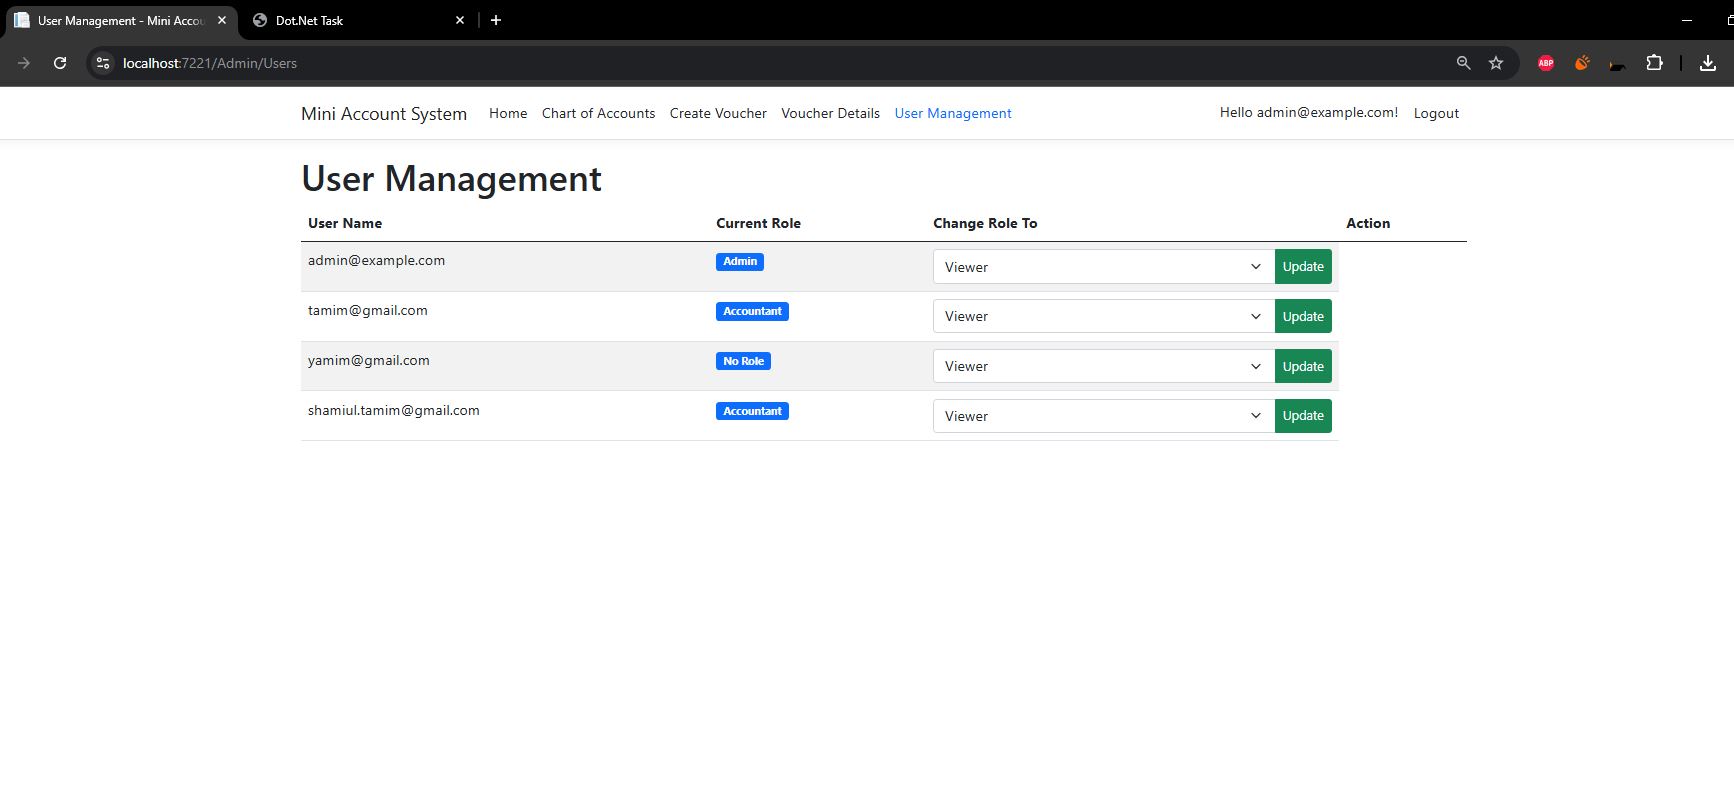 User Management - Mini Accou
Dot.Net Task
localhost:7221/Admin/Users
ABP
Mini Account System Home Chart of Accounts Create Voucher Voucher Details User Management Hello admin@example.com! Logout
User Management
User Name Current Role Change Role To Action
admin@example.com Admin Viewer Update
tamim@gmail.com Accountant Viewer Update
yamim@gmail.com No Role Viewer Update
shamiul.tamim@gmail.com Accountant Viewer Update